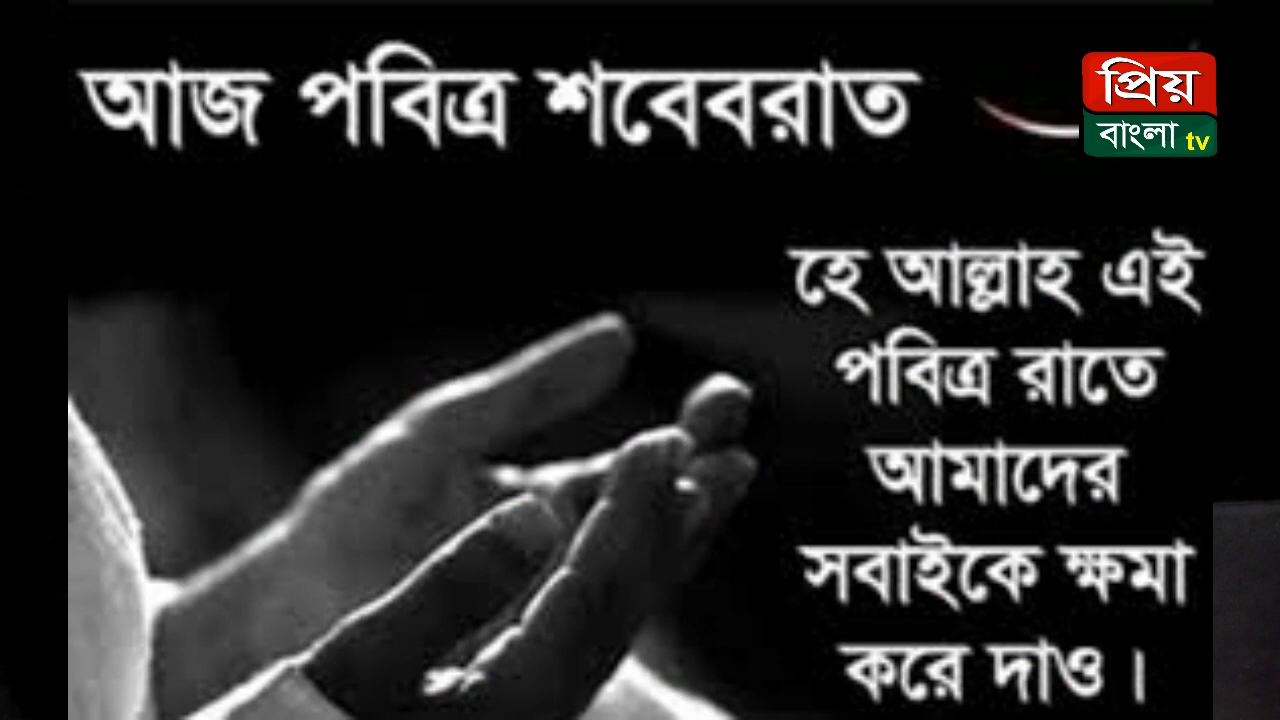 আজ পবিত্র শবেবরাত
প্রিয়
বাংলা tv
হে আল্লাহ এই
পবিত্র রাতে
আমাদের
সবাইকে ক্ষমা
করে দাও।